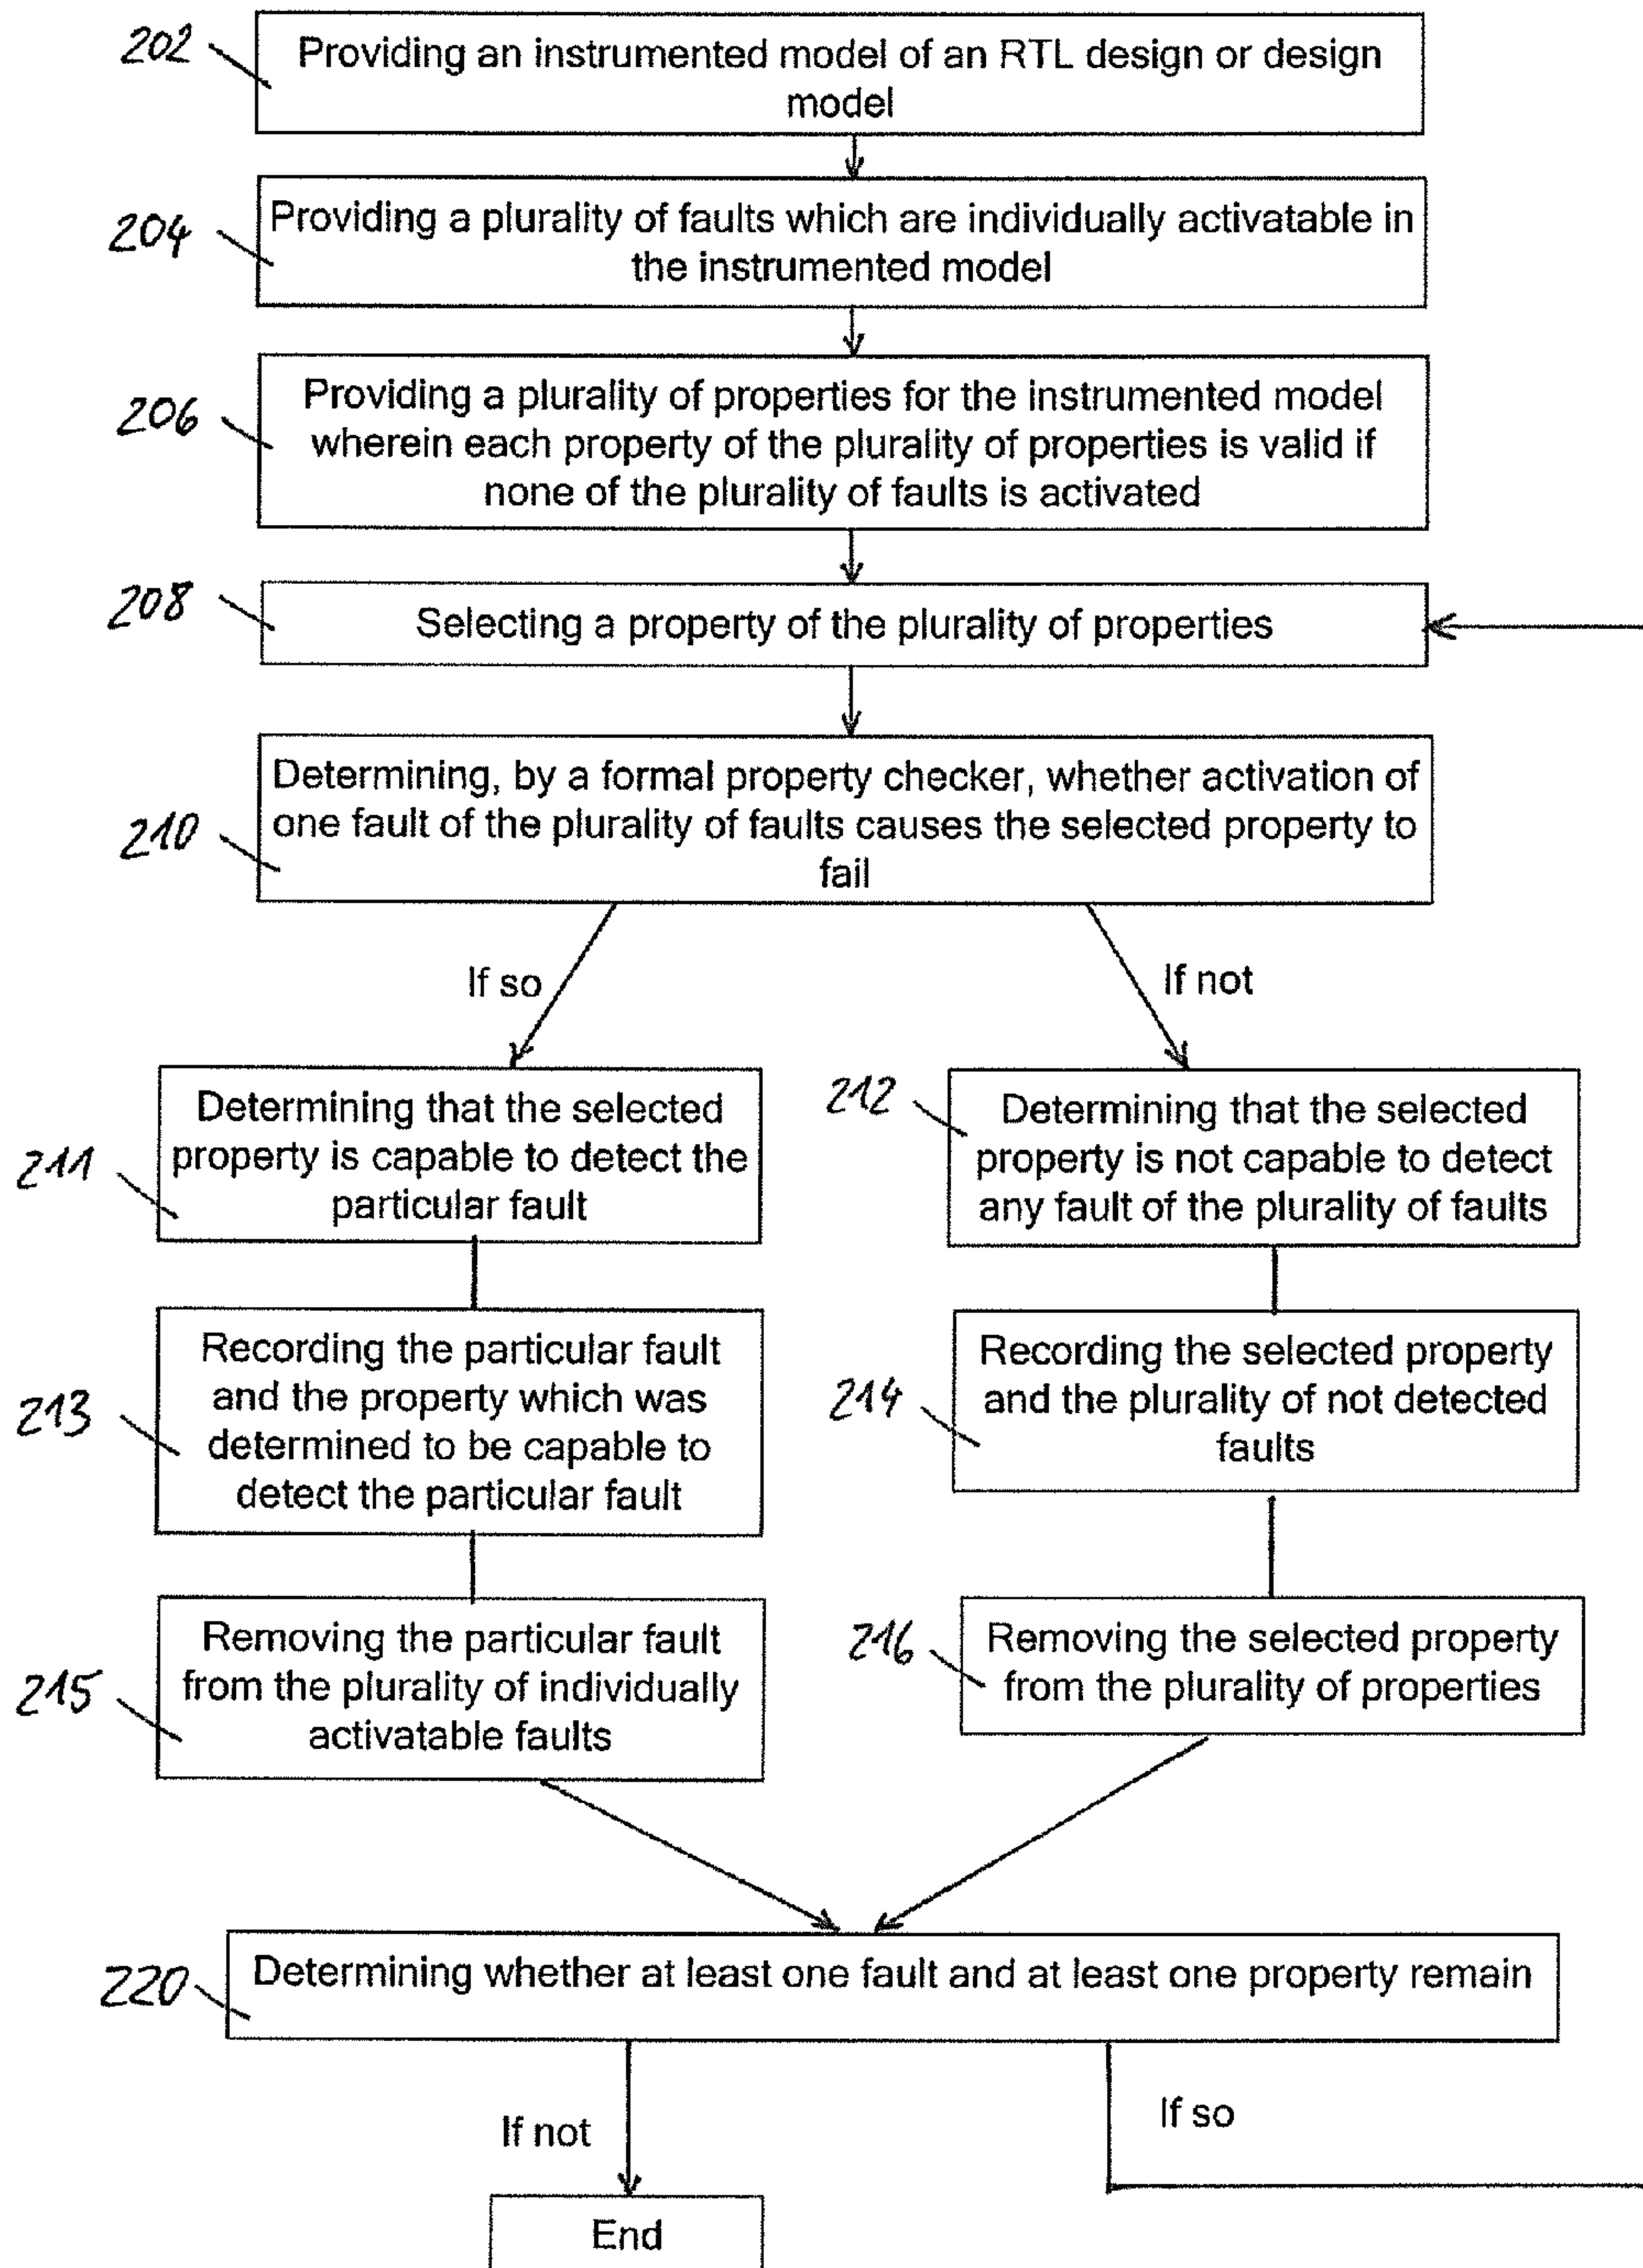 202
Providing an instrumented model of an RTL design or design
model
204
Providing a plurality of faults which are individually activatable in
the instrumented model
206
Providing a plurality of properties for the instrumented model
wherein each property of the plurality of properties is valid if
none of the plurality of faults is activated
208
Selecting a property of the plurality of properties
210
Determining, by a formal property checker, whether activation of
one fault of the plurality of faults causes the selected property to
fail
If so
If not
211
Determining that the selected
property is capable to detect the
particular fault
212
Determining that the selected
property is not capable to detect
any fault of the plurality of faults
213
Recording the particular fault
and the property which was
determined to be capable to
detect the particular fault
214
Recording the selected property
and the plurality of not detected
faults
215
Removing the particular fault
from the plurality of individually
activatable faults
216
Removing the selected property
from the plurality of properties
220
Determining whether at least one fault and at least one property remain
If not
If so
End